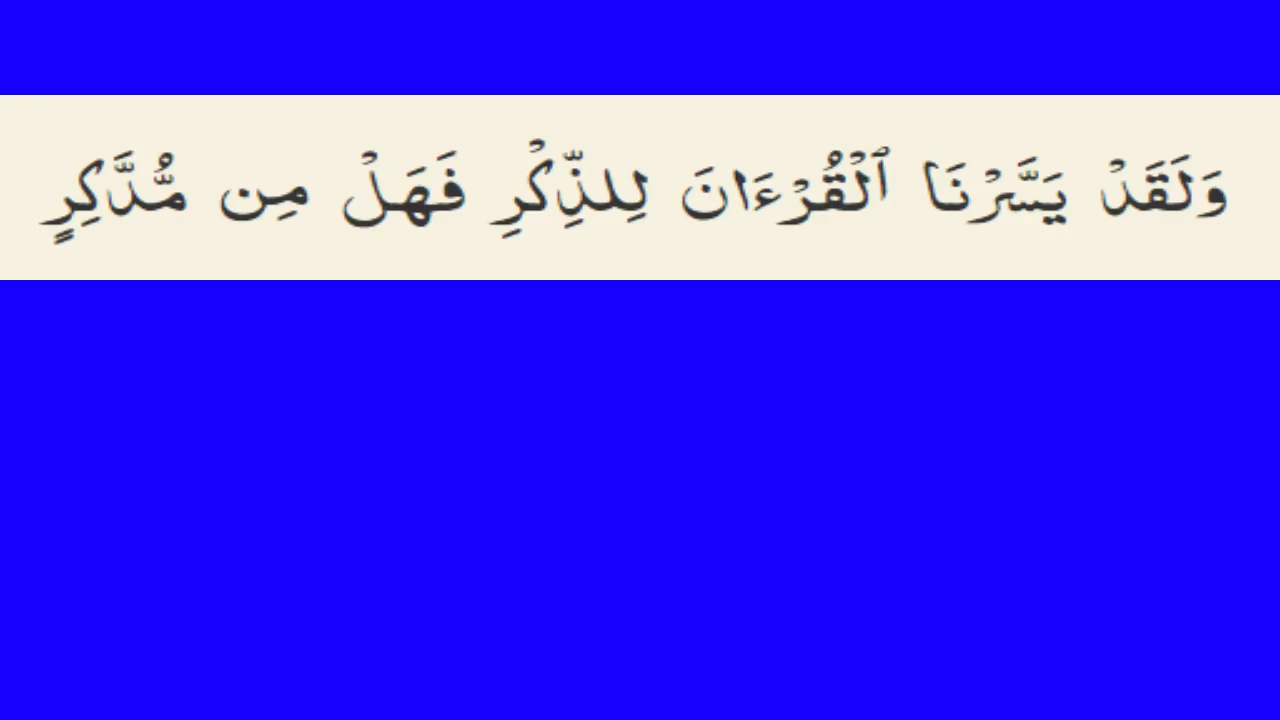 وَلَقَدْ يَسَّرْنَا ٱلْقُرْءَانَ لِلذِّكْرِ فَهَلْ مِن مُّدَّكِرٍ